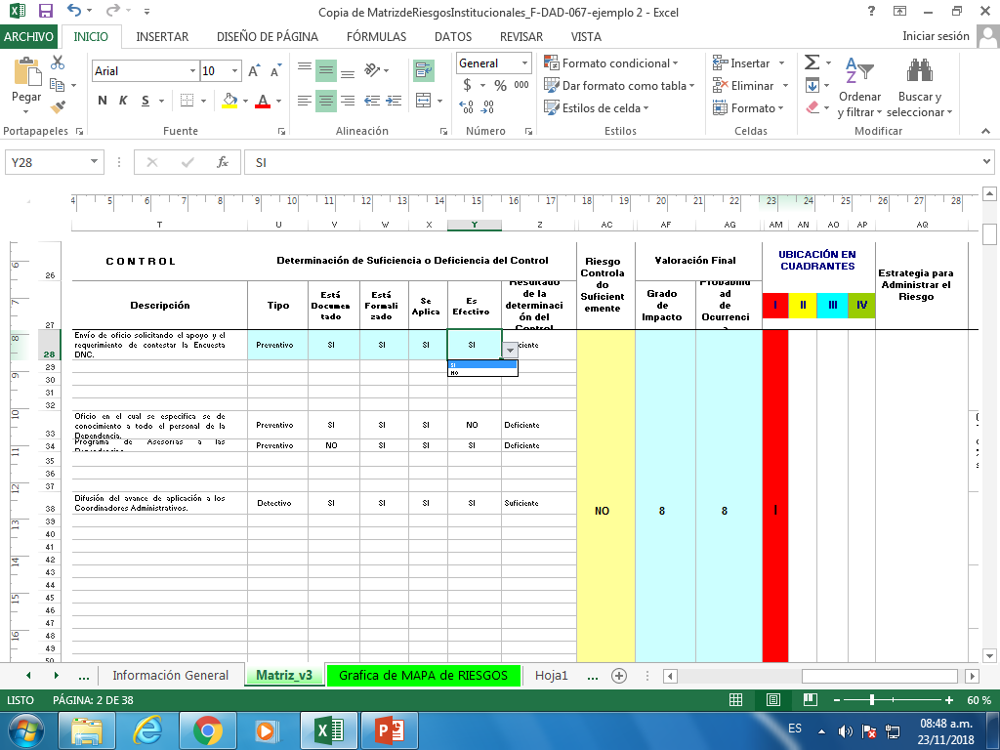 Copia de MatrizdeRiesgosInstitucionales_F-DAD-067-ejemplo 2 - Excel
ARCHIVO INICIO INSERTAR DISEÑO DE PÁGINA FÓRMULAS DATOS REVISAR VISTA Iniciar sesión
Arial 10 General Formato condicional Insertar
Pegar Dar formato como tabla Eliminar Ordenar y filtrar Buscar y seleccionar
N K S $ % 000 Estilos de celda Formato
Portapapeles Fuente Alineación Número Estilos Celdas Modificar
Y28 fx SI
4 5 6 7 8 9 10 11 12 13 14 15 16 17 18 19 20 21 22 23 24 25 26 27 28
T U V W X Y Z AC AF AG AM AN AO AP AQ
26 CONTROL Determinación de Suficiencia o Deficiencia del Control Riesgo Controlado Suficientemente Valoración Final UBICACIÓN EN CUADRANTES Estrategia para Administrar el Riesgo
27 Descripción Tipo Está Documentado Está Formalizado Se Aplica Es Efectivo Resultado de la determinación del Control Grado de Impacto Probabilidad de Ocurrencia I II III IV
28 Envío de oficio solicitando el apoyo y el requerimiento de contestar la Encuesta DNC. Preventivo SI SI SI SI ciente
SI
NO
29
30
31
32
33 Oficio en el cual se especifica se de conocimiento a todo el personal de la Dependencia. Preventivo SI SI SI NO Deficiente
34 Programa de Asesorías a las Preventivo NO SI SI SI Deficiente
35
36
37
38 Difusión del avance de aplicación a los Coordinadores Administrativos. Detectivo SI SI SI SI Suficiente NO 8 8 I
39
40
41
42
43
44
45
46
47
48
49
50
... Información General Matriz_v3 Grafica de MAPA de RIESGOS Hoja1 ...
LISTO PÁGINA: 2 DE 38 60 %
ES 08:48 a.m.
23/11/2018